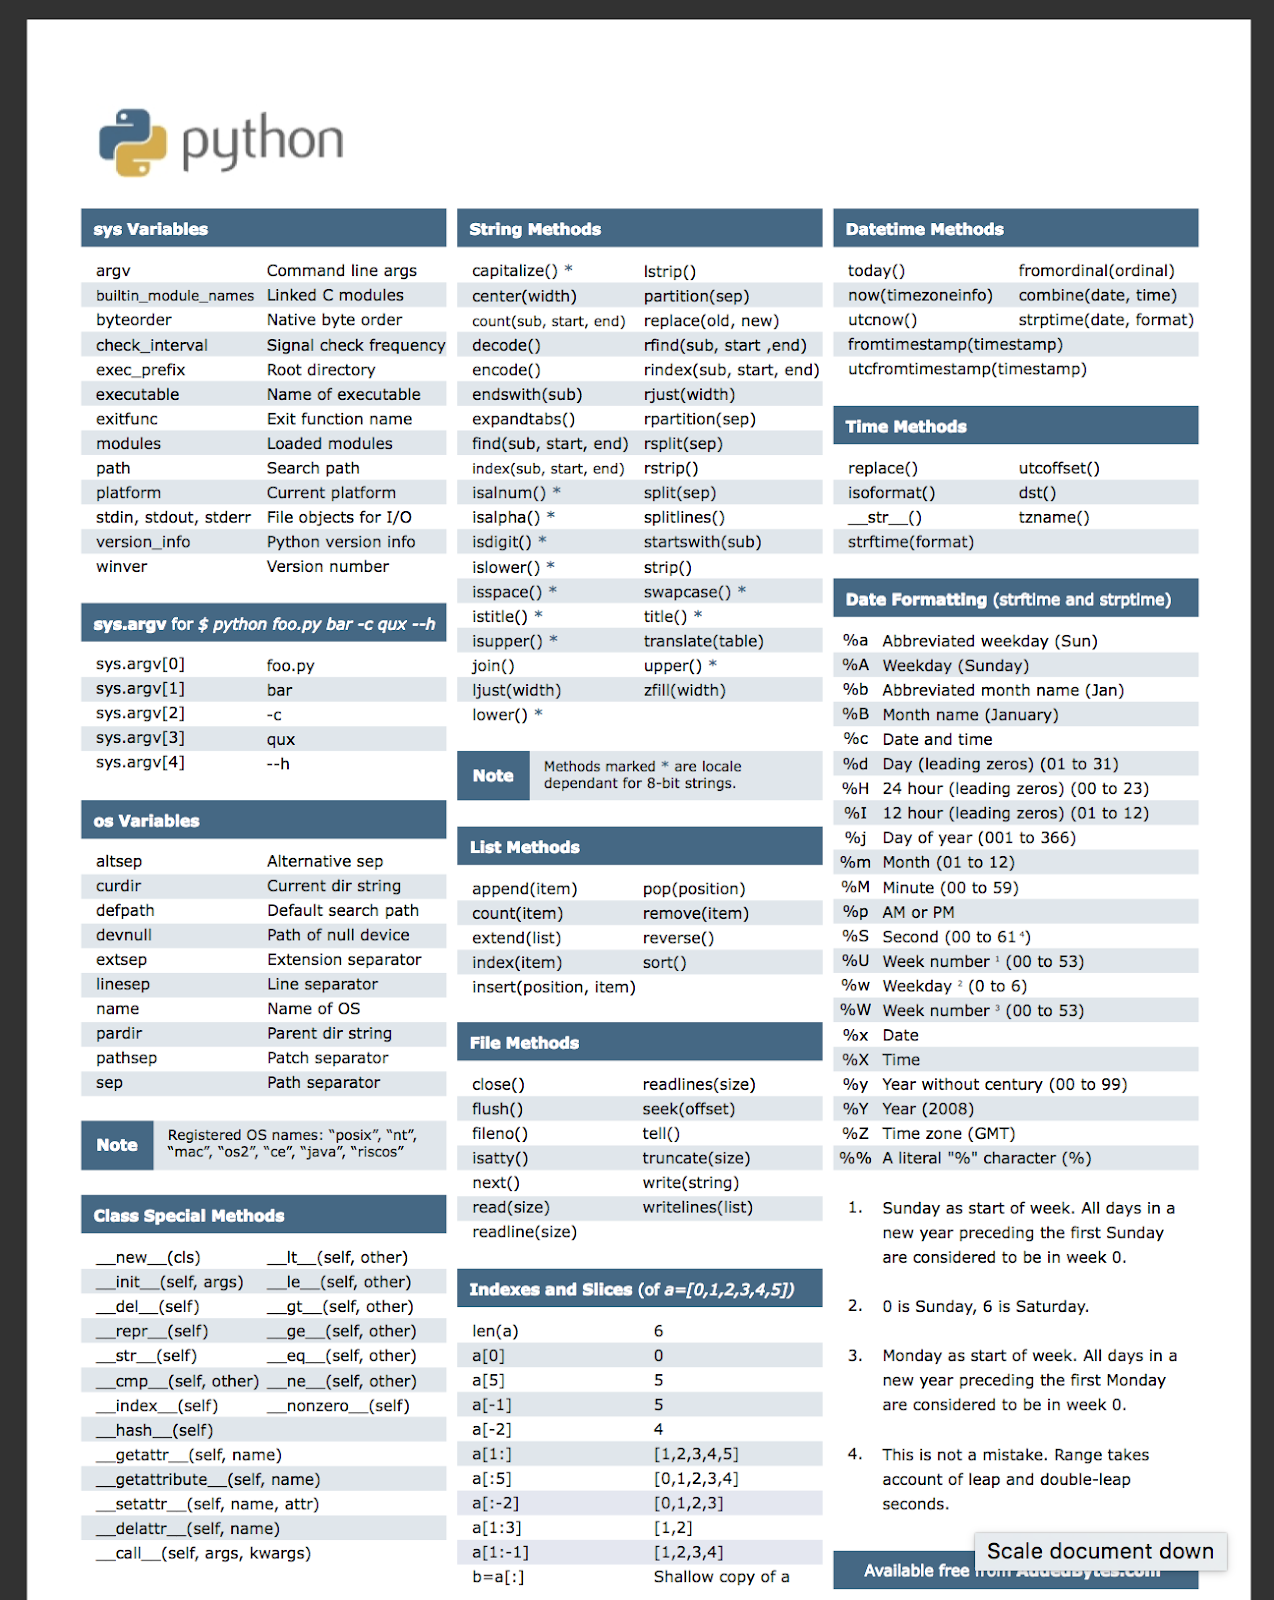 python
sys Variables
argv Command line args
builtin_module_names Linked C modules
byteorder Native byte order
check_interval Signal check frequency
exec_prefix Root directory
executable Name of executable
exitfunc Exit function name
modules Loaded modules
path Search path
platform Current platform
stdin, stdout, stderr File objects for I/O
version_info Python version info
winver Version number
sys.argv for $ python foo.py bar -c qux --h
sys.argv[0] foo.py
sys.argv[1] bar
sys.argv[2] -c
sys.argv[3] qux
sys.argv[4] --h
os Variables
altsep Alternative sep
curdir Current dir string
defpath Default search path
devnull Path of null device
extsep Extension separator
linesep Line separator
name Name of OS
pardir Parent dir string
pathsep Patch separator
sep Path separator
Note
Registered OS names: “posix”, “nt”,
“mac”, “os2”, “ce”, “java”, “riscos”
Class Special Methods
__new__(cls) __lt__(self, other)
__init__(self, args) __le__(self, other)
__del__(self) __gt__(self, other)
__repr__(self) __ge__(self, other)
__str__(self) __eq__(self, other)
__cmp__(self, other) __ne__(self, other)
__index__(self) __nonzero__(self)
__hash__(self)
__getattr__(self, name)
__getattribute__(self, name)
__setattr__(self, name, attr)
__delattr__(self, name)
__call__(self, args, kwargs)
String Methods
capitalize() * lstrip()
center(width) partition(sep)
count(sub, start, end) replace(old, new)
decode() rfind(sub, start ,end)
encode() rindex(sub, start, end)
endswith(sub) rjust(width)
expandtabs() rpartition(sep)
find(sub, start, end) rsplit(sep)
index(sub, start, end) rstrip()
isalnum() * split(sep)
isalpha() * splitlines()
isdigit() * startswith(sub)
islower() * strip()
isspace() * swapcase() *
istitle() * title() *
isupper() * translate(table)
join() upper() *
ljust(width) zfill(width)
lower() *
Note
Methods marked * are locale
dependant for 8-bit strings.
List Methods
append(item) pop(position)
count(item) remove(item)
extend(list) reverse()
index(item) sort()
insert(position, item)
File Methods
close() readlines(size)
flush() seek(offset)
fileno() tell()
isatty() truncate(size)
next() write(string)
read(size) writelines(list)
readline(size)
Indexes and Slices (of a=[0,1,2,3,4,5])
len(a) 6
a[0] 0
a[5] 5
a[-1] 5
a[-2] 4
a[1:] [1,2,3,4,5]
a[:5] [0,1,2,3,4]
a[:-2] [0,1,2,3]
a[1:3] [1,2]
a[1:-1] [1,2,3,4]
b=a[:] Shallow copy of a
Datetime Methods
today() fromordinal(ordinal)
now(timezoneinfo) combine(date, time)
utcnow() strptime(date, format)
fromtimestamp(timestamp)
utcfromtimestamp(timestamp)
Time Methods
replace() utcoffset()
isoformat() dst()
__str__() tzname()
strftime(format)
Date Formatting (strftime and strptime)
%a Abbreviated weekday (Sun)
%A Weekday (Sunday)
%b Abbreviated month name (Jan)
%B Month name (January)
%c Date and time
%d Day (leading zeros) (01 to 31)
%H 24 hour (leading zeros) (00 to 23)
%I 12 hour (leading zeros) (01 to 12)
%j Day of year (001 to 366)
%m Month (01 to 12)
%M Minute (00 to 59)
%p AM or PM
%S Second (00 to 61 ⁴)
%U Week number ¹ (00 to 53)
%w Weekday ² (0 to 6)
%W Week number ³ (00 to 53)
%x Date
%X Time
%y Year without century (00 to 99)
%Y Year (2008)
%Z Time zone (GMT)
%% A literal "%" character (%)
1. Sunday as start of week. All days in a
new year preceding the first Sunday
are considered to be in week 0.
2. 0 is Sunday, 6 is Saturday.
3. Monday as start of week. All days in a
new year preceding the first Monday
are considered to be in week 0.
4. This is not a mistake. Range takes
account of leap and double-leap
seconds.
Scale document down
Available free from AddedBytes.com